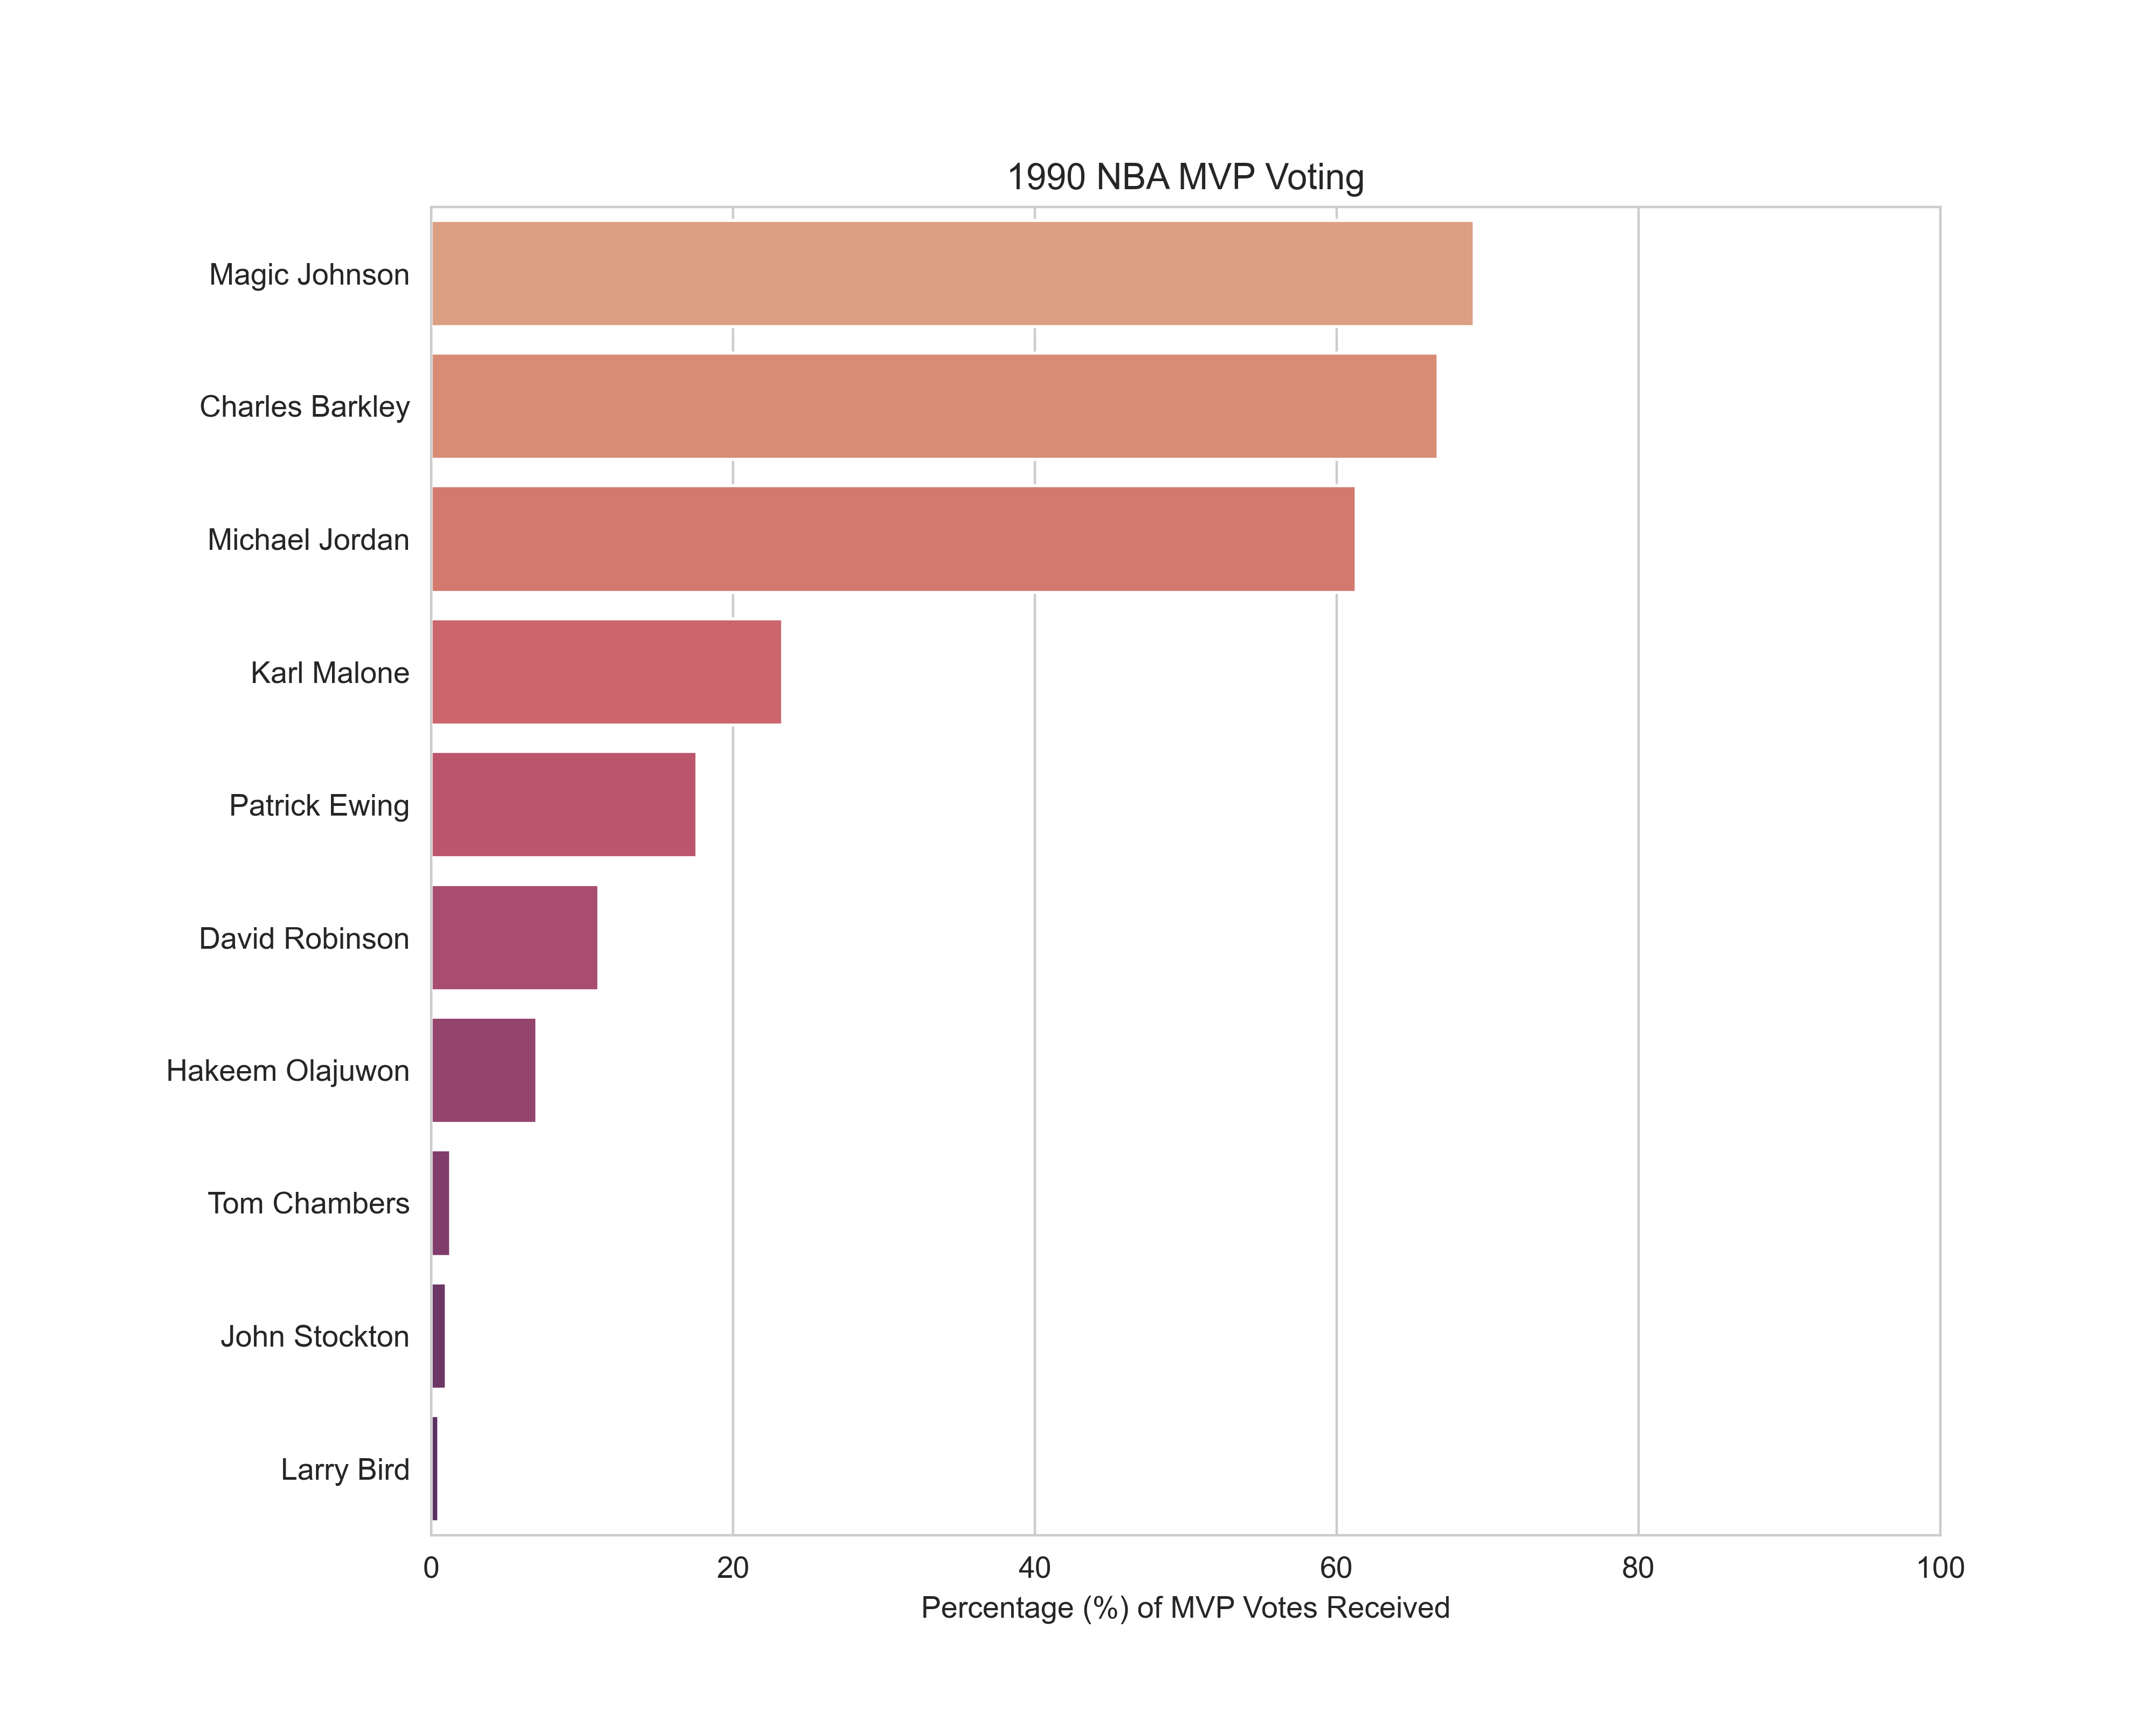 1990 NBA MVP Voting
Magic Johnson
Charles Barkley
Michael Jordan
Karl Malone
Patrick Ewing
David Robinson
Hakeem Olajuwon
Tom Chambers
John Stockton
Larry Bird
0 20 40 60 80 100
Percentage (%) of MVP Votes Received